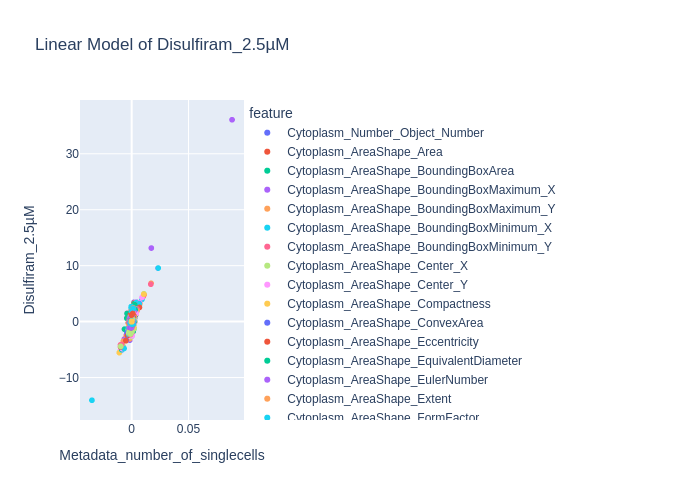 Linear Model of Disulfiram_2.5µM
feature
Cytoplasm_Number_Object_Number
Cytoplasm_AreaShape_Area
Cytoplasm_AreaShape_BoundingBoxArea
Cytoplasm_AreaShape_BoundingBoxMaximum_X
Cytoplasm_AreaShape_BoundingBoxMaximum_Y
Cytoplasm_AreaShape_BoundingBoxMinimum_X
Cytoplasm_AreaShape_BoundingBoxMinimum_Y
Cytoplasm_AreaShape_Center_X
Cytoplasm_AreaShape_Center_Y
Cytoplasm_AreaShape_Compactness
Cytoplasm_AreaShape_ConvexArea
Cytoplasm_AreaShape_Eccentricity
Cytoplasm_AreaShape_EquivalentDiameter
Cytoplasm_AreaShape_EulerNumber
Cytoplasm_AreaShape_Extent
Cytoplasm_AreaShape_FormFactor
30
20
10
0
−10
Disulfiram_2.5µM
0 0.05
Metadata_number_of_singlecells